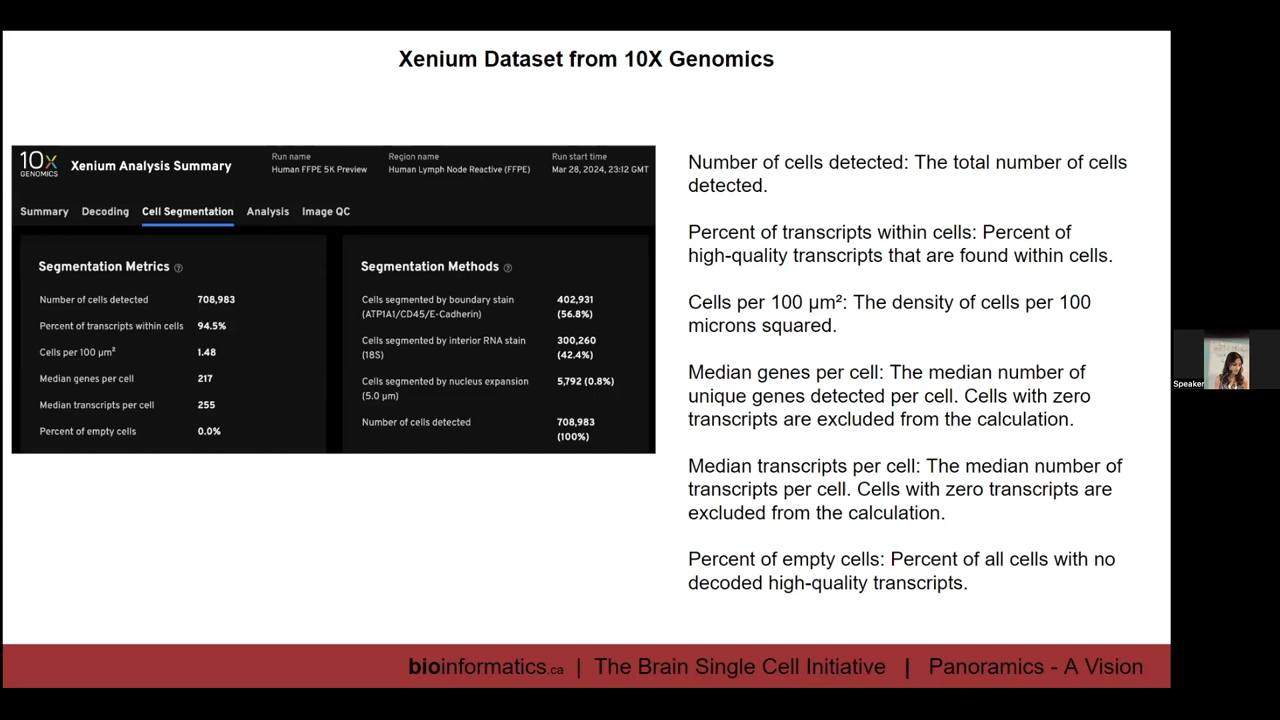 Xenium Dataset from 10X Genomics
10X
GENOMICS
Xenium Analysis Summary
Run name
Human FFPE 5K Preview
Region name
Human Lymph Node Reactive (FFPE)
Run start time
Mar 28, 2024, 23:12 GMT
Summary Decoding Cell Segmentation Analysis Image QC
Segmentation Metrics ?
Number of cells detected 708,983
Percent of transcripts within cells 94.5%
Cells per 100 µm² 1.48
Median genes per cell 217
Median transcripts per cell 255
Percent of empty cells 0.0%
Segmentation Methods ?
Cells segmented by boundary stain 402,931
(ATP1A1/CD45/E-Cadherin) (56.8%)
Cells segmented by interior RNA stain 300,260
(18S) (42.4%)
Cells segmented by nucleus expansion 5,792 (0.8%)
(5.0 µm)
Number of cells detected 708,983
(100%)
Number of cells detected: The total number of cells
detected.
Percent of transcripts within cells: Percent of
high-quality transcripts that are found within cells.
Cells per 100 µm²: The density of cells per 100
microns squared.
Median genes per cell: The median number of
unique genes detected per cell. Cells with zero
transcripts are excluded from the calculation.
Median transcripts per cell: The median number of
transcripts per cell. Cells with zero transcripts are
excluded from the calculation.
Percent of empty cells: Percent of all cells with no
decoded high-quality transcripts.
Speaker
bioinformatics.ca | The Brain Single Cell Initiative | Panoramics - A Vision